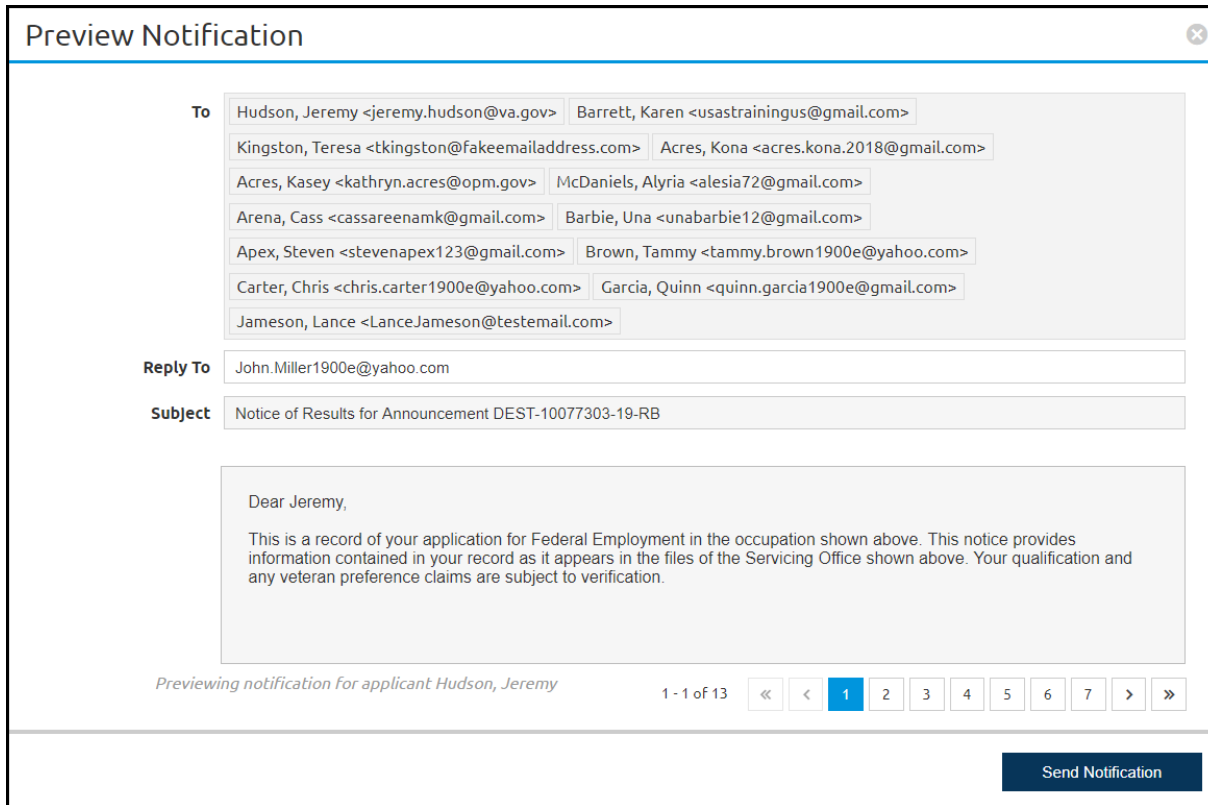 Preview Notification
To
Hudson, Jeremy <jeremy.hudson@va.gov> Barrett, Karen <usastrainingus@gmail.com>
Kingston, Teresa <tkingston@fakeemailaddress.com> Acres, Kona <acres.kona.2018@gmail.com>
Acres, Kasey <kathryn.acres@opm.gov> McDaniels, Alyria <alesia72@gmail.com>
Arena, Cass <cassareenamk@gmail.com> Barbie, Una <unabarbie12@gmail.com>
Apex, Steven <stevenapex123@gmail.com> Brown, Tammy <tammy.brown1900e@yahoo.com>
Carter, Chris <chris.carter1900e@yahoo.com> Garcia, Quinn <quinn.garcia1900e@gmail.com>
Jameson, Lance <LanceJameson@testemail.com>
Reply To John.Miller1900e@yahoo.com
Subject Notice of Results for Announcement DEST-10077303-19-RB
Dear Jeremy,
This is a record of your application for Federal Employment in the occupation shown above. This notice provides
information contained in your record as it appears in the files of the Servicing Office shown above. Your qualification and
any veteran preference claims are subject to verification.
Previewing notification for applicant Hudson, Jeremy
1 - 1 of 13 « < 1 2 3 4 5 6 7 > »
Send Notification